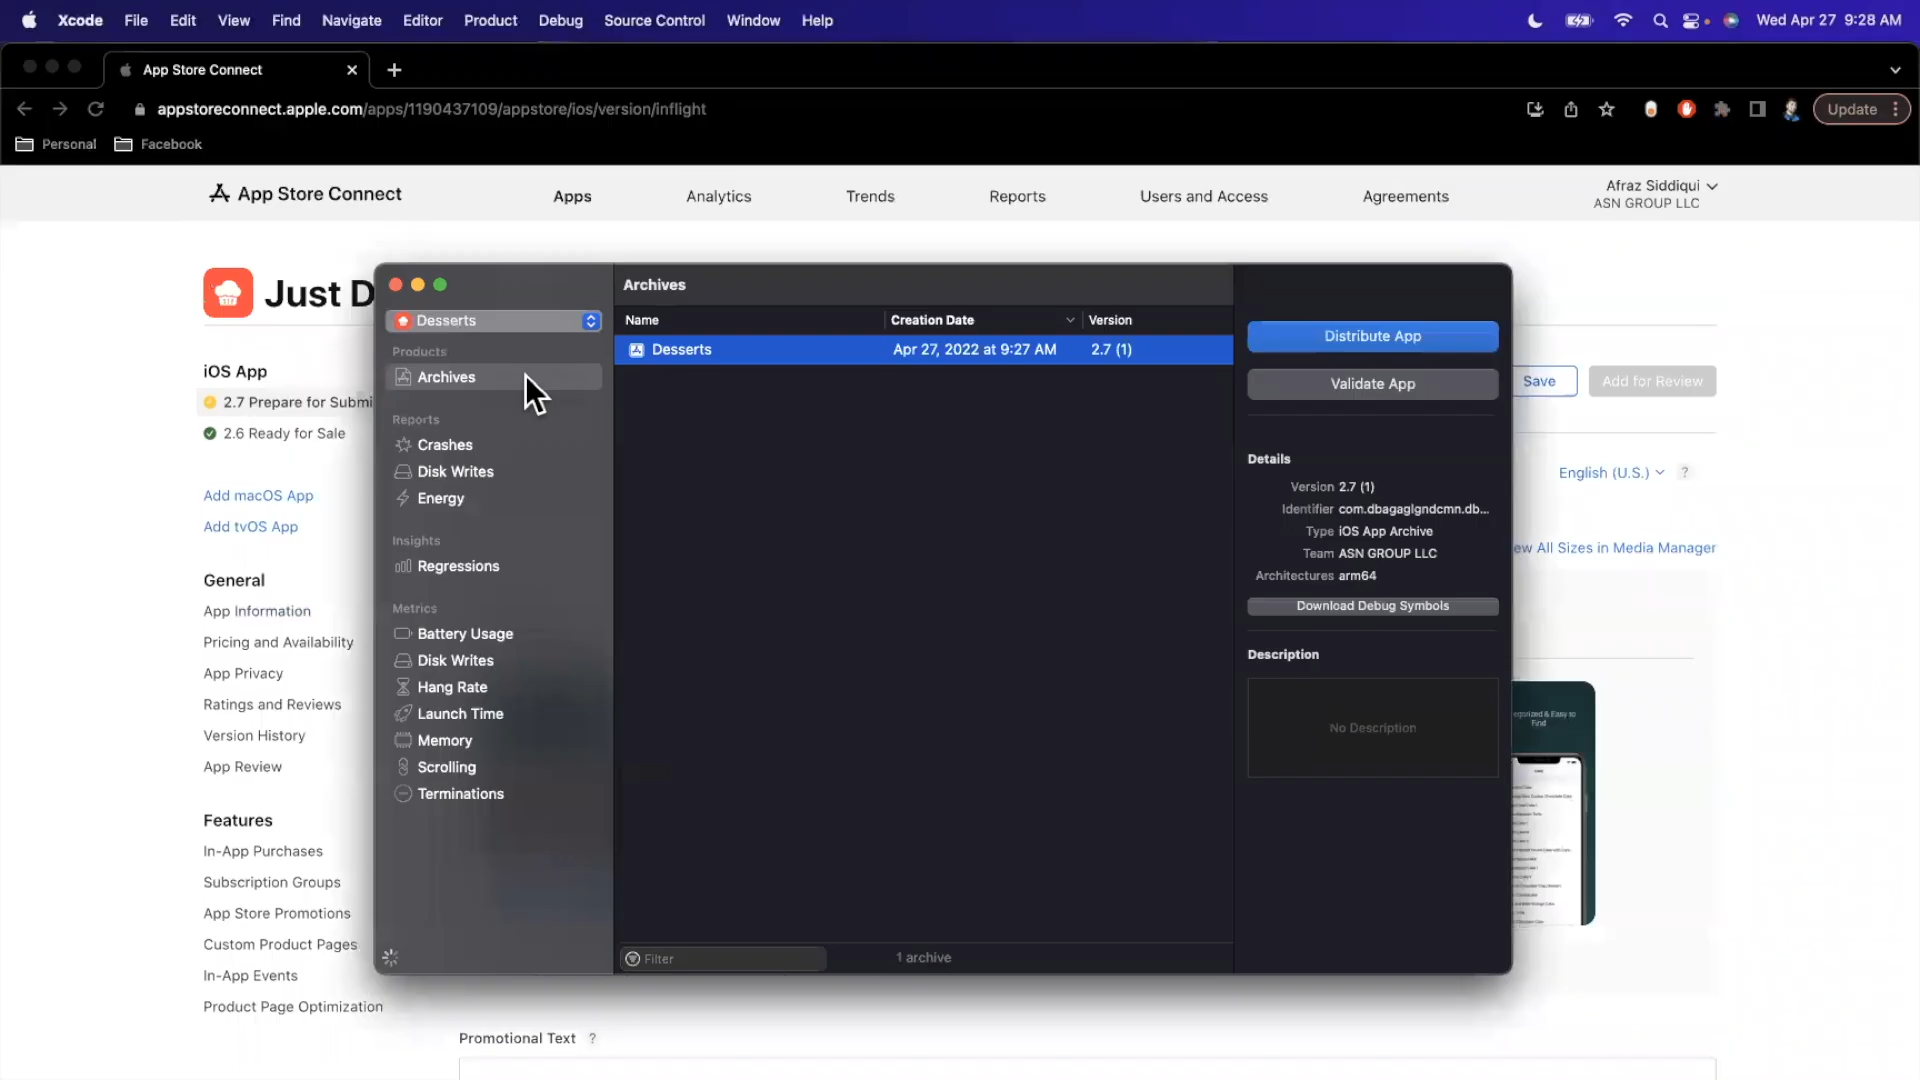 Xcode File Edit View Find Navigate Editor Product Debug Source Control Window Help Wed Apr 27 9:28 AM
App Store Connect
appstoreconnect.apple.com/apps/1190437109/appstore/ios/version/inflight Update
Personal Facebook
App Store Connect Apps Analytics Trends Reports Users and Access Agreements Afraz Siddiqui
ASN GROUP LLC
Just D
iOS App
2.7 Prepare for Submi
2.6 Ready for Sale
Add macOS App
Add tvOS App
General
App Information
Pricing and Availability
App Privacy
Ratings and Reviews
Version History
App Review
Features
In-App Purchases
Subscription Groups
App Store Promotions
Custom Product Pages
In-App Events
Product Page Optimization
Desserts
Products
Archives
Reports
Crashes
Disk Writes
Energy
Insights
Regressions
Metrics
Battery Usage
Disk Writes
Hang Rate
Launch Time
Memory
Scrolling
Terminations
Archives
Name Creation Date Version
Desserts Apr 27, 2022 at 9:27 AM 2.7 (1)
Filter 1 archive
Distribute App
Validate App
Details
Version 2.7 (1)
Identifier com.dbagaglgndcmn.db...
Type iOS App Archive
Team ASN GROUP LLC
Architectures arm64
Download Debug Symbols
Description
No Description
Save Add for Review
English (U.S.) ?
ew All Sizes in Media Manager
egorized & Easy to
Find
Promotional Text ?